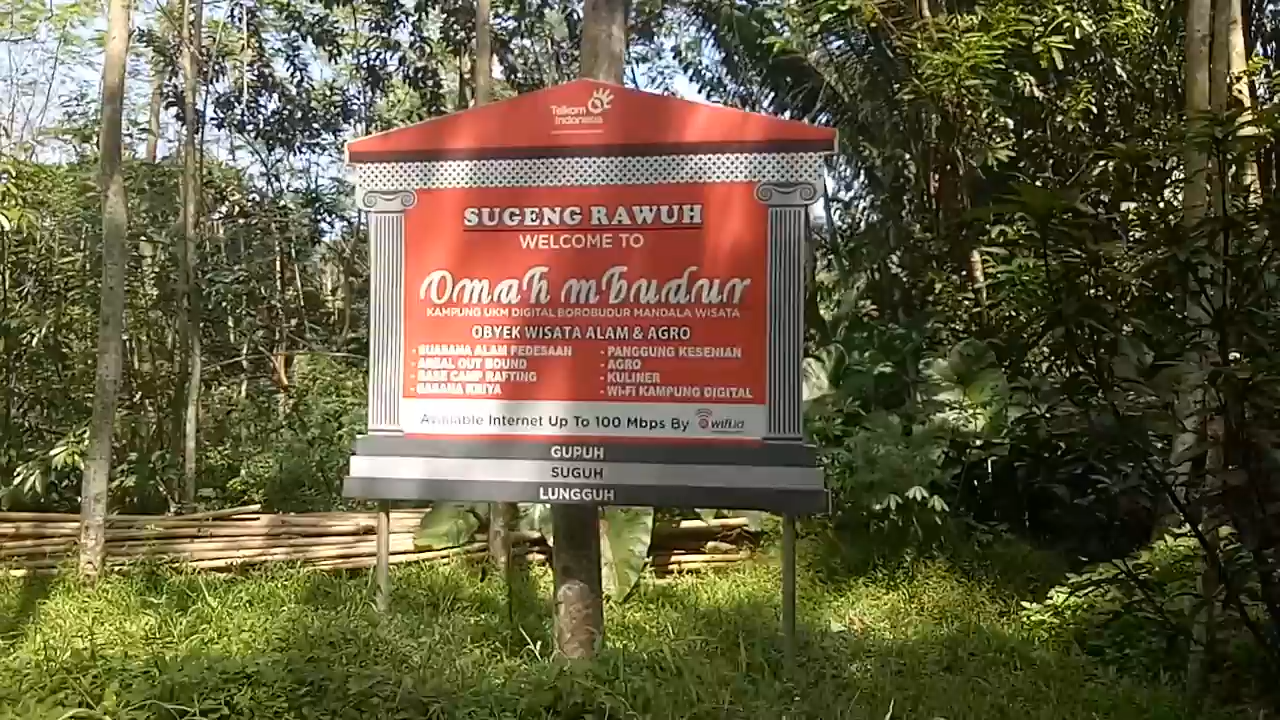 Telkom
Indonesia
SUGENG RAWUH
WELCOME TO
Omah mbudur
KAMPUNG UKM DIGITAL BOROBUDUR MANDALA WISATA
OBYEK WISATA ALAM & AGRO
- SUASANA ALAM PEDESAAN
- AREAL OUT BOUND
- BASE CAMP RAFTING
- SASANA KRIYA
- PANGGUNG KESENIAN
- AGRO
- KULINER
- WI-FI KAMPUNG DIGITAL
Available Internet Up To 100 Mbps By wifi.id
GUPUH
SUGUH
LUNGGUH